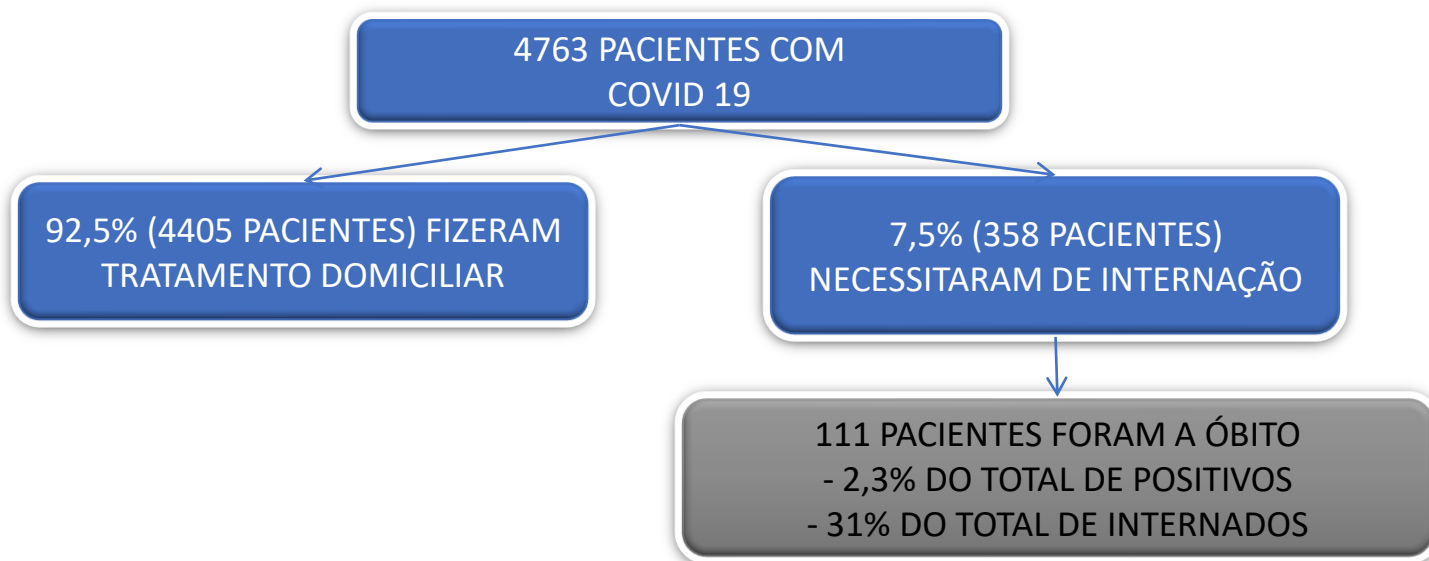 4763 PACIENTES COM
COVID 19
92,5% (4405 PACIENTES) FIZERAM
TRATAMENTO DOMICILIAR
7,5% (358 PACIENTES)
NECESSITARAM DE INTERNAÇÃO
111 PACIENTES FORAM A ÓBITO
- 2,3% DO TOTAL DE POSITIVOS
- 31% DO TOTAL DE INTERNADOS